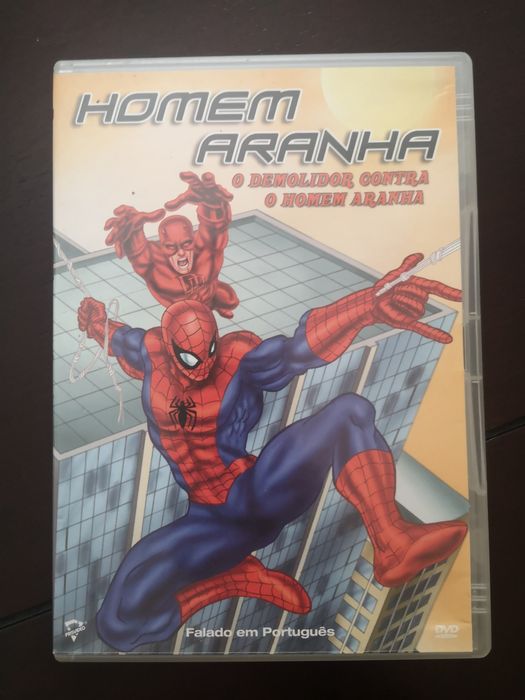 HOMEM
ARANHA
O DEMOLIDOR CONTRA
O HOMEM ARANHA
Falado em Português
DVD